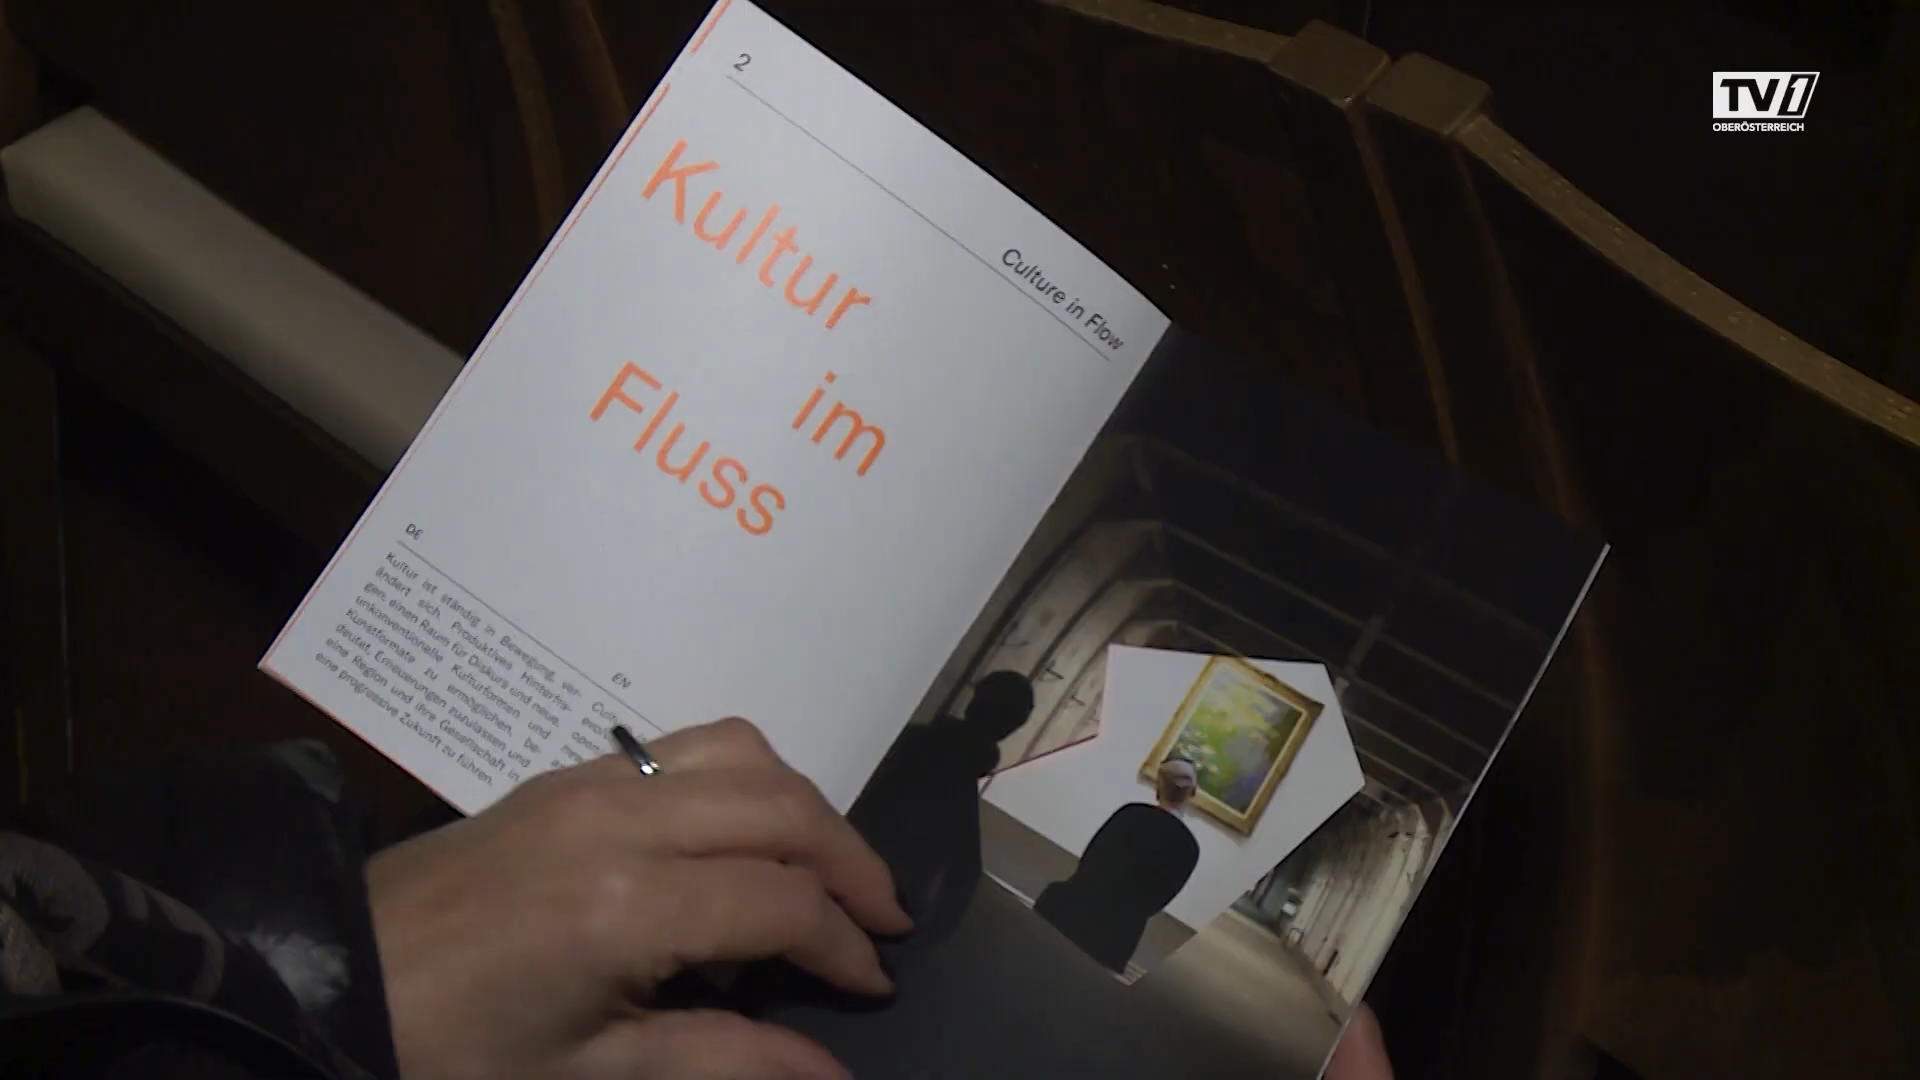 TV1
OBERÖSTERREICH
2
Culture in Flow
Kultur
im
Fluss
DE
Kultur ist ständig in Bewegung, ver-
ändert sich. Produktives Hinterfra-
gen, einen Raum für Diskurs und neue,
unkonventionelle Kulturformen und
Kunstformate zu ermöglichen, be-
deutet, Erneuerungen zuzulassen und
eine Region und ihre Gesellschaft in
eine progressive Zukunft zu führen.
EN